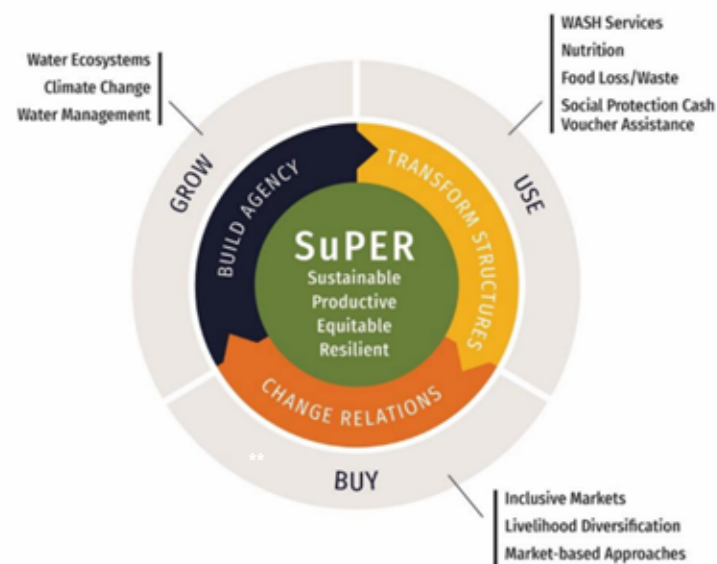 WASH Services
Nutrition
Food Loss/Waste
Social Protection Cash
Voucher Assistance
Water Ecosystems
Climate Change
Water Management
GROW
USE
BUILD AGENCY
TRANSFORM STRUCTURES
SuPER
Sustainable
Productive
Equitable
Resilient
CHANGE RELATIONS
**
BUY
Inclusive Markets
Livelihood Diversification
Market-based Approaches